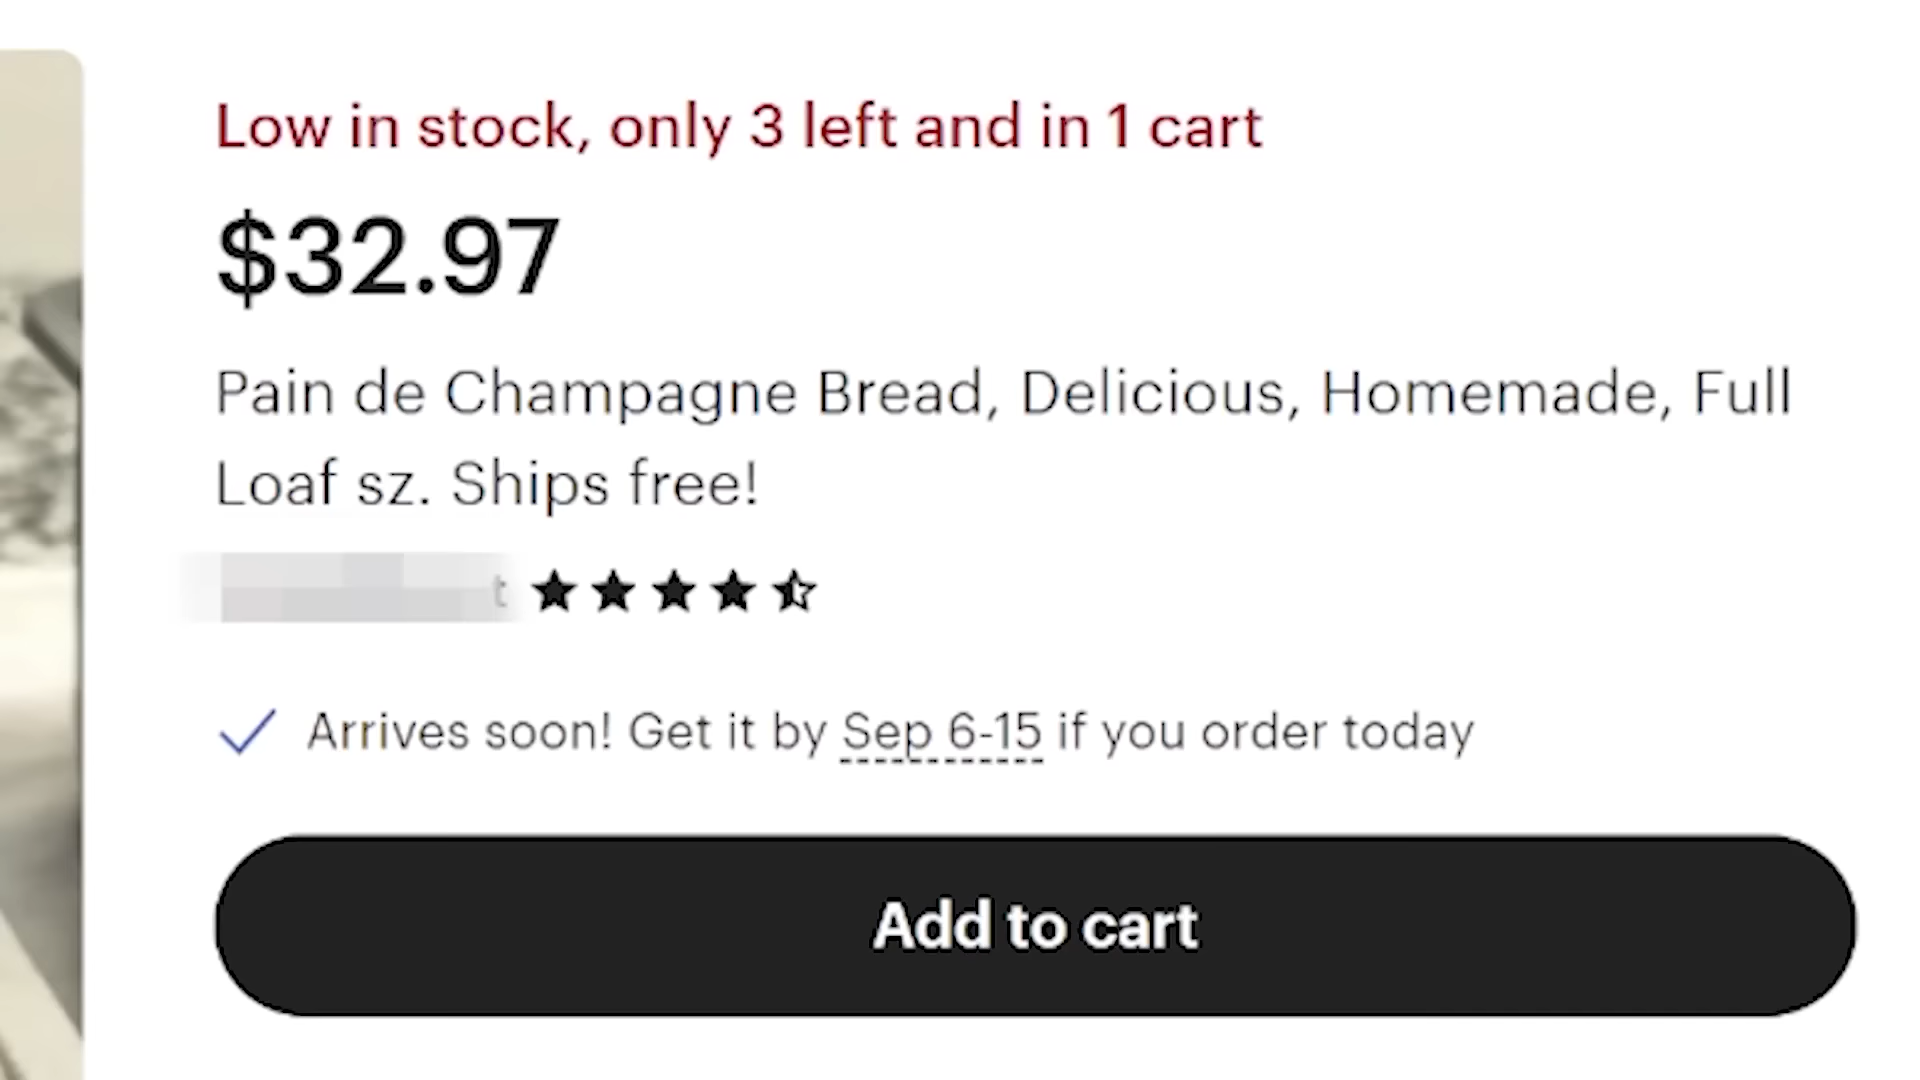 Low in stock, only 3 left and in 1 cart
$32.97
Pain de Champagne Bread, Delicious, Homemade, Full
Loaf sz. Ships free!
Arrives soon! Get it by Sep 6-15 if you order today
Add to cart